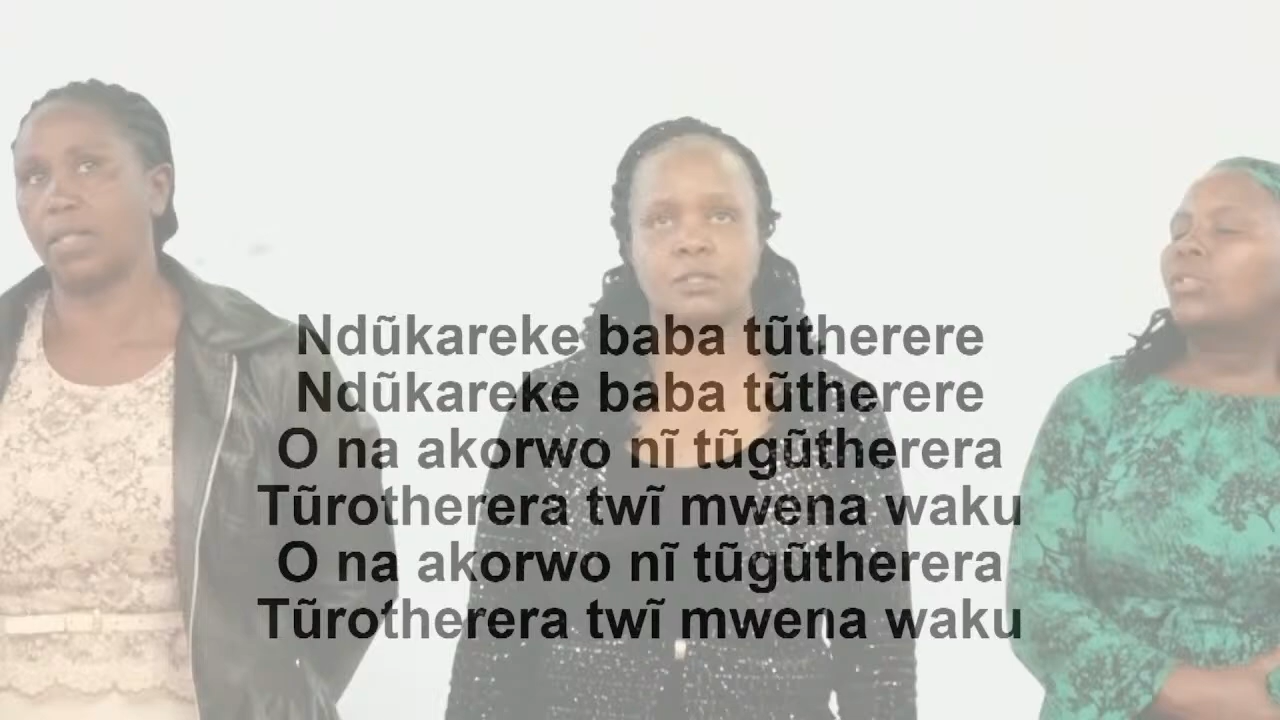 Ndũkareke baba tũtherere
Ndũkareke baba tũtherere
O na akorwo nĩ tũgũtherera
Tũrotherera twĩ mwena waku
O na akorwo nĩ tũgũtherera
Tũrotherera twĩ mwena waku